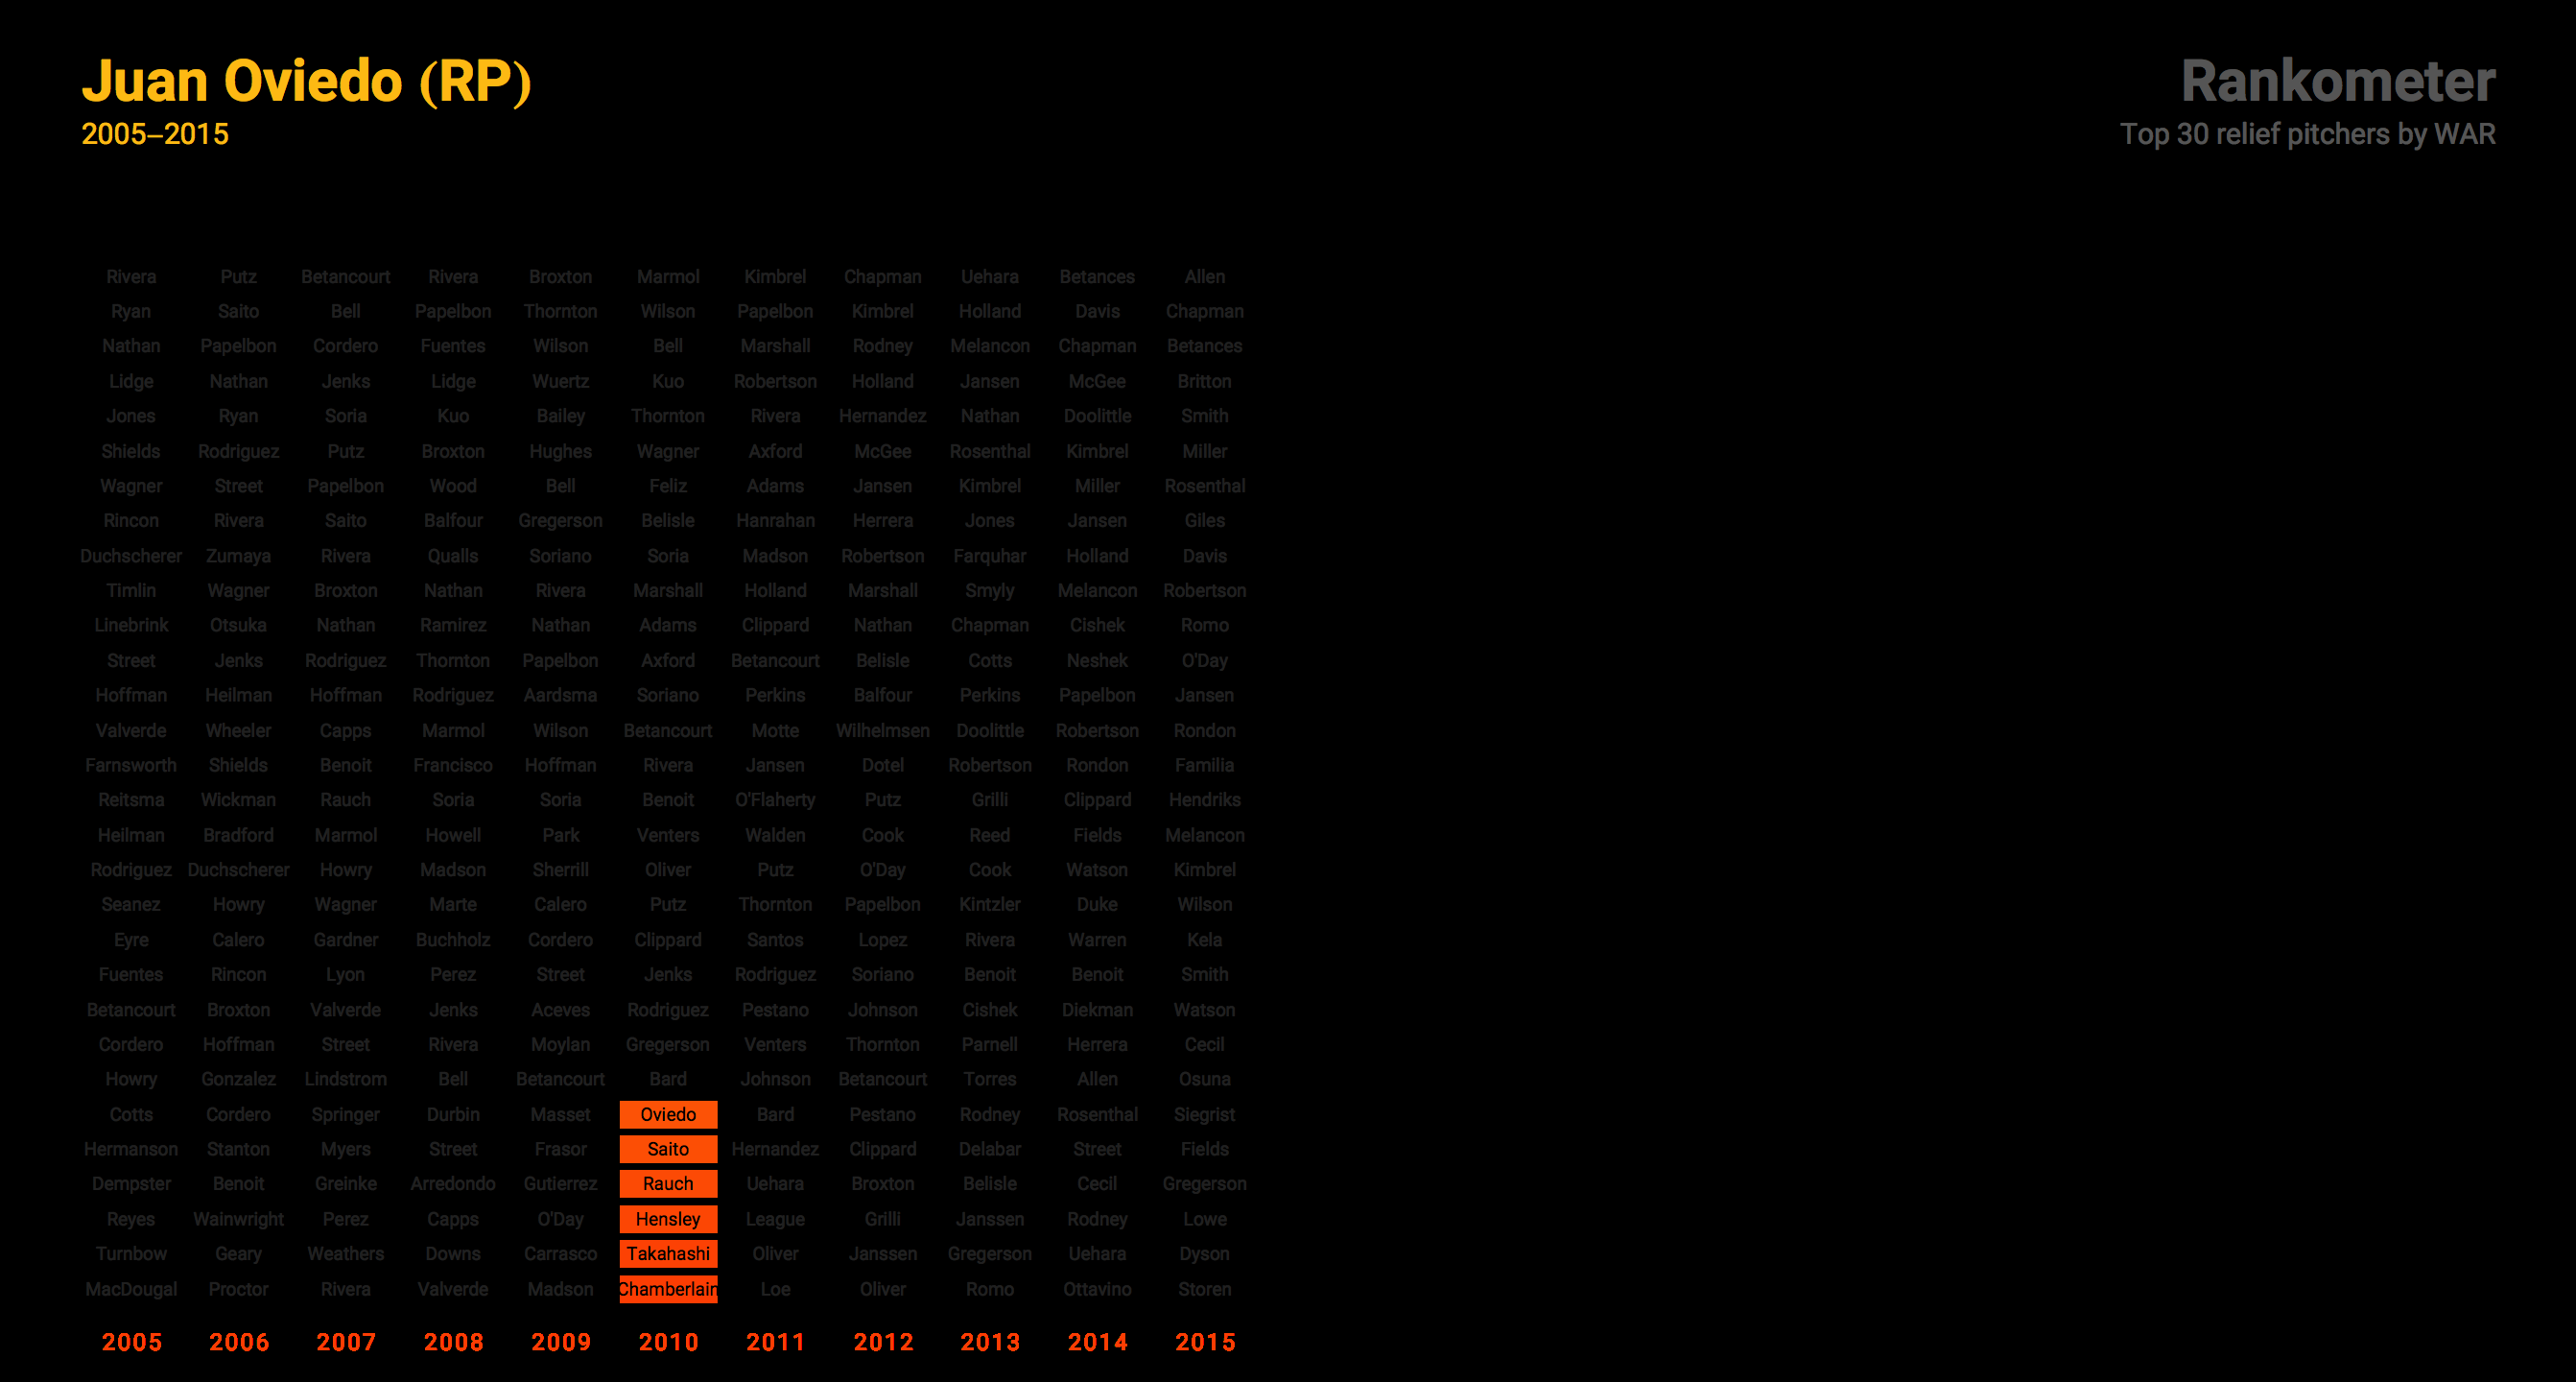 Juan Oviedo (RP)
2005–2015
Rankometer
Top 30 relief pitchers by WAR
Rivera Putz Betancourt Rivera Broxton Marmol Kimbrel Chapman Uehara Betances Allen
Ryan Saito Bell Papelbon Thornton Wilson Papelbon Kimbrel Holland Davis Chapman
Nathan Papelbon Cordero Fuentes Wilson Bell Marshall Rodney Melancon Chapman Betances
Lidge Nathan Jenks Lidge Wuertz Kuo Robertson Holland Jansen McGee Britton
Jones Ryan Soria Kuo Bailey Thornton Rivera Hernandez Nathan Doolittle Smith
Shields Rodriguez Putz Broxton Hughes Wagner Axford McGee Rosenthal Kimbrel Miller
Wagner Street Papelbon Wood Bell Feliz Adams Jansen Kimbrel Miller Rosenthal
Rincon Rivera Saito Balfour Gregerson Belisle Hanrahan Herrera Jones Jansen Giles
Duchscherer Zumaya Rivera Qualls Soriano Soria Madson Robertson Farquhar Holland Davis
Timlin Wagner Broxton Nathan Rivera Marshall Holland Marshall Smyly Melancon Robertson
Linebrink Otsuka Nathan Ramirez Nathan Adams Clippard Nathan Chapman Cishek Romo
Street Jenks Rodriguez Thornton Papelbon Axford Betancourt Belisle Cotts Neshek O'Day
Hoffman Heilman Hoffman Rodriguez Aardsma Soriano Perkins Balfour Perkins Papelbon Jansen
Valverde Wheeler Capps Marmol Wilson Betancourt Motte Wilhelmsen Doolittle Robertson Rondon
Farnsworth Shields Benoit Francisco Hoffman Rivera Jansen Dotel Robertson Rondon Familia
Reitsma Wickman Rauch Soria Soria Benoit O'Flaherty Putz Grilli Clippard Hendriks
Heilman Bradford Marmol Howell Park Venters Walden Cook Reed Fields Melancon
Rodriguez Duchscherer Howry Madson Sherrill Oliver Putz O'Day Cook Watson Kimbrel
Seanez Howry Wagner Marte Calero Putz Thornton Papelbon Kintzler Duke Wilson
Eyre Calero Gardner Buchholz Cordero Clippard Santos Lopez Rivera Warren Kela
Fuentes Rincon Lyon Perez Street Jenks Rodriguez Soriano Benoit Benoit Smith
Betancourt Broxton Valverde Jenks Aceves Rodriguez Pestano Johnson Cishek Diekman Watson
Cordero Hoffman Street Rivera Moylan Gregerson Venters Thornton Parnell Herrera Cecil
Howry Gonzalez Lindstrom Bell Betancourt Bard Johnson Betancourt Torres Allen Osuna
Cotts Cordero Springer Durbin Masset Oviedo Bard Pestano Rodney Rosenthal Siegrist
Hermanson Stanton Myers Street Frasor Saito Hernandez Clippard Delabar Street Fields
Dempster Benoit Greinke Arredondo Gutierrez Rauch Uehara Broxton Belisle Cecil Gregerson
Reyes Wainwright Perez Capps O'Day Hensley League Grilli Janssen Rodney Lowe
Turnbow Geary Weathers Downs Carrasco Takahashi Oliver Janssen Gregerson Uehara Dyson
MacDougal Proctor Rivera Valverde Madson Chamberlain Loe Oliver Romo Ottavino Storen
2005 2006 2007 2008 2009 2010 2011 2012 2013 2014 2015